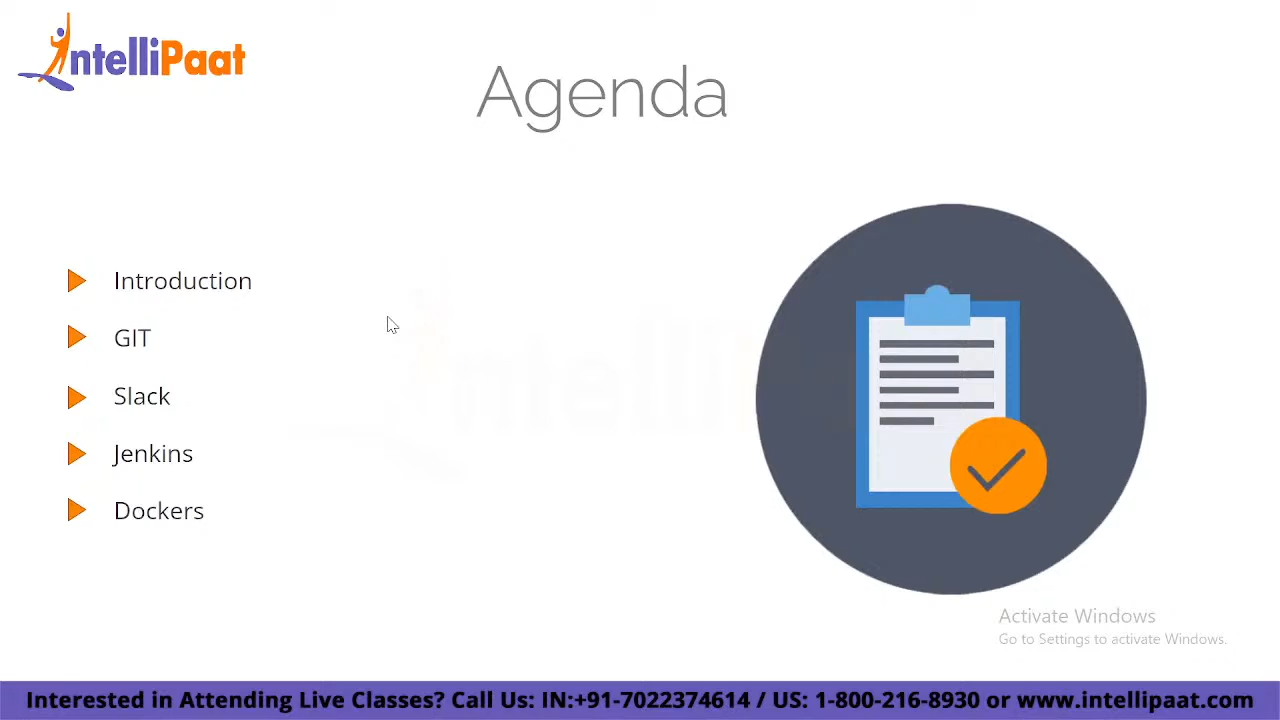 IntelliPaat
Agenda
Introduction
GIT
Slack
Jenkins
Dockers
Activate Windows
Go to Settings to activate Windows.
Interested in Attending Live Classes? Call Us: IN:+91-7022374614 / US: 1-800-216-8930 or www.intellipaat.com